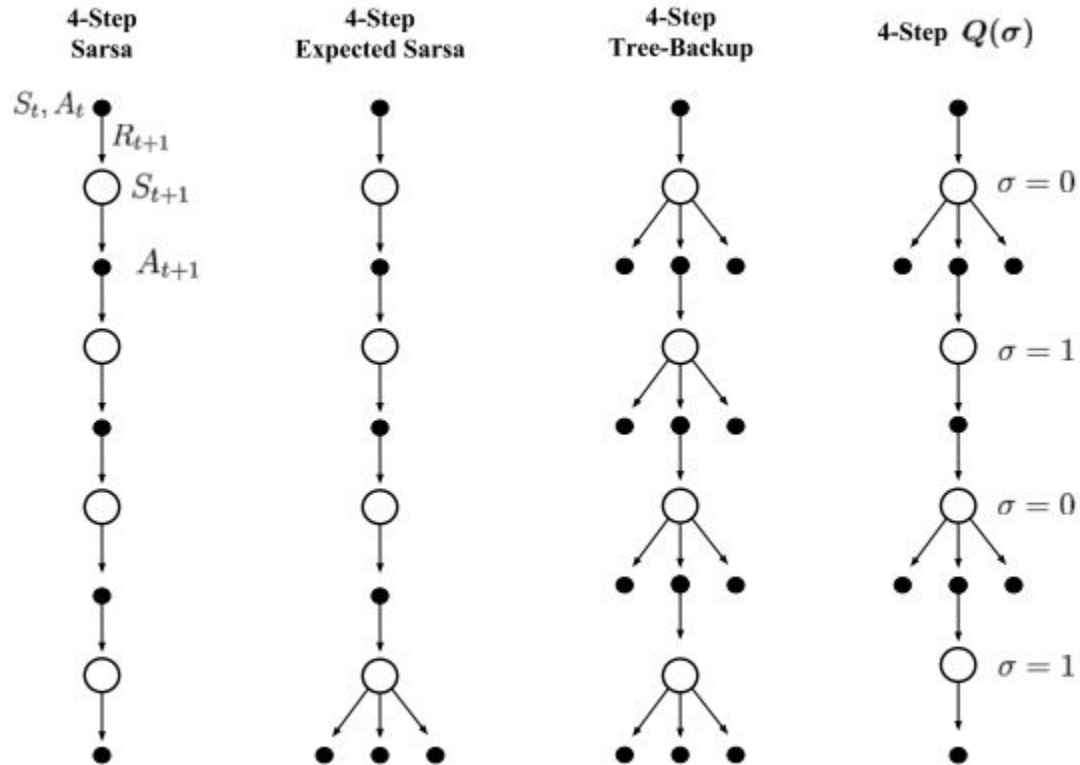 4-Step
Sarsa
4-Step
Expected Sarsa
4-Step
Tree-Backup
4-Step Q(σ)
S_t, A_t
R_{t+1}
S_{t+1}
σ = 0
A_{t+1}
σ = 1
σ = 0
σ = 1